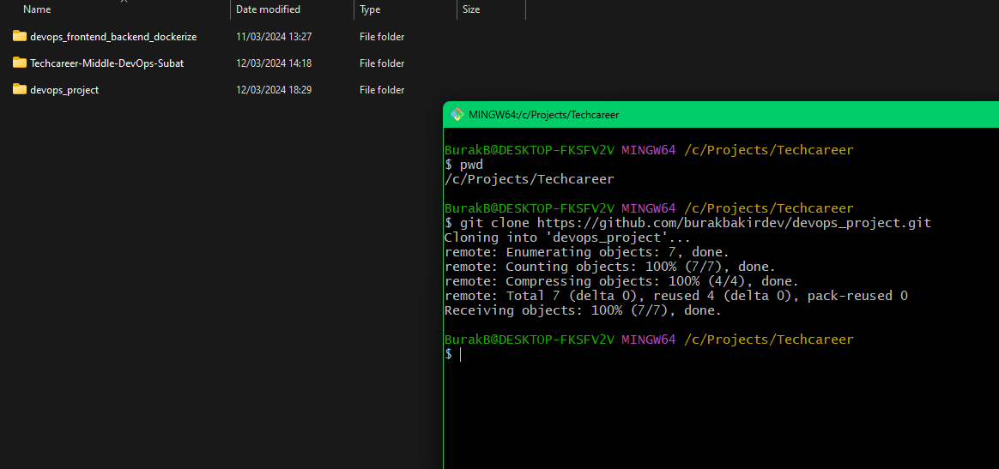 Name Date modified Type Size
devops_frontend_backend_dockerize 11/03/2024 13:27 File folder
Techcareer-Middle-DevOps-Subat 12/03/2024 14:18 File folder
devops_project 12/03/2024 18:29 File folder
MINGW64:/c/Projects/Techcareer
BurakB@DESKTOP-FKSFV2V MINGW64 /c/Projects/Techcareer
$ pwd
/c/Projects/Techcareer
BurakB@DESKTOP-FKSFV2V MINGW64 /c/Projects/Techcareer
$ git clone https://github.com/burakbakirdev/devops_project.git
Cloning into 'devops_project'...
remote: Enumerating objects: 7, done.
remote: Counting objects: 100% (7/7), done.
remote: Compressing objects: 100% (4/4), done.
remote: Total 7 (delta 0), reused 4 (delta 0), pack-reused 0
Receiving objects: 100% (7/7), done.
BurakB@DESKTOP-FKSFV2V MINGW64 /c/Projects/Techcareer
$